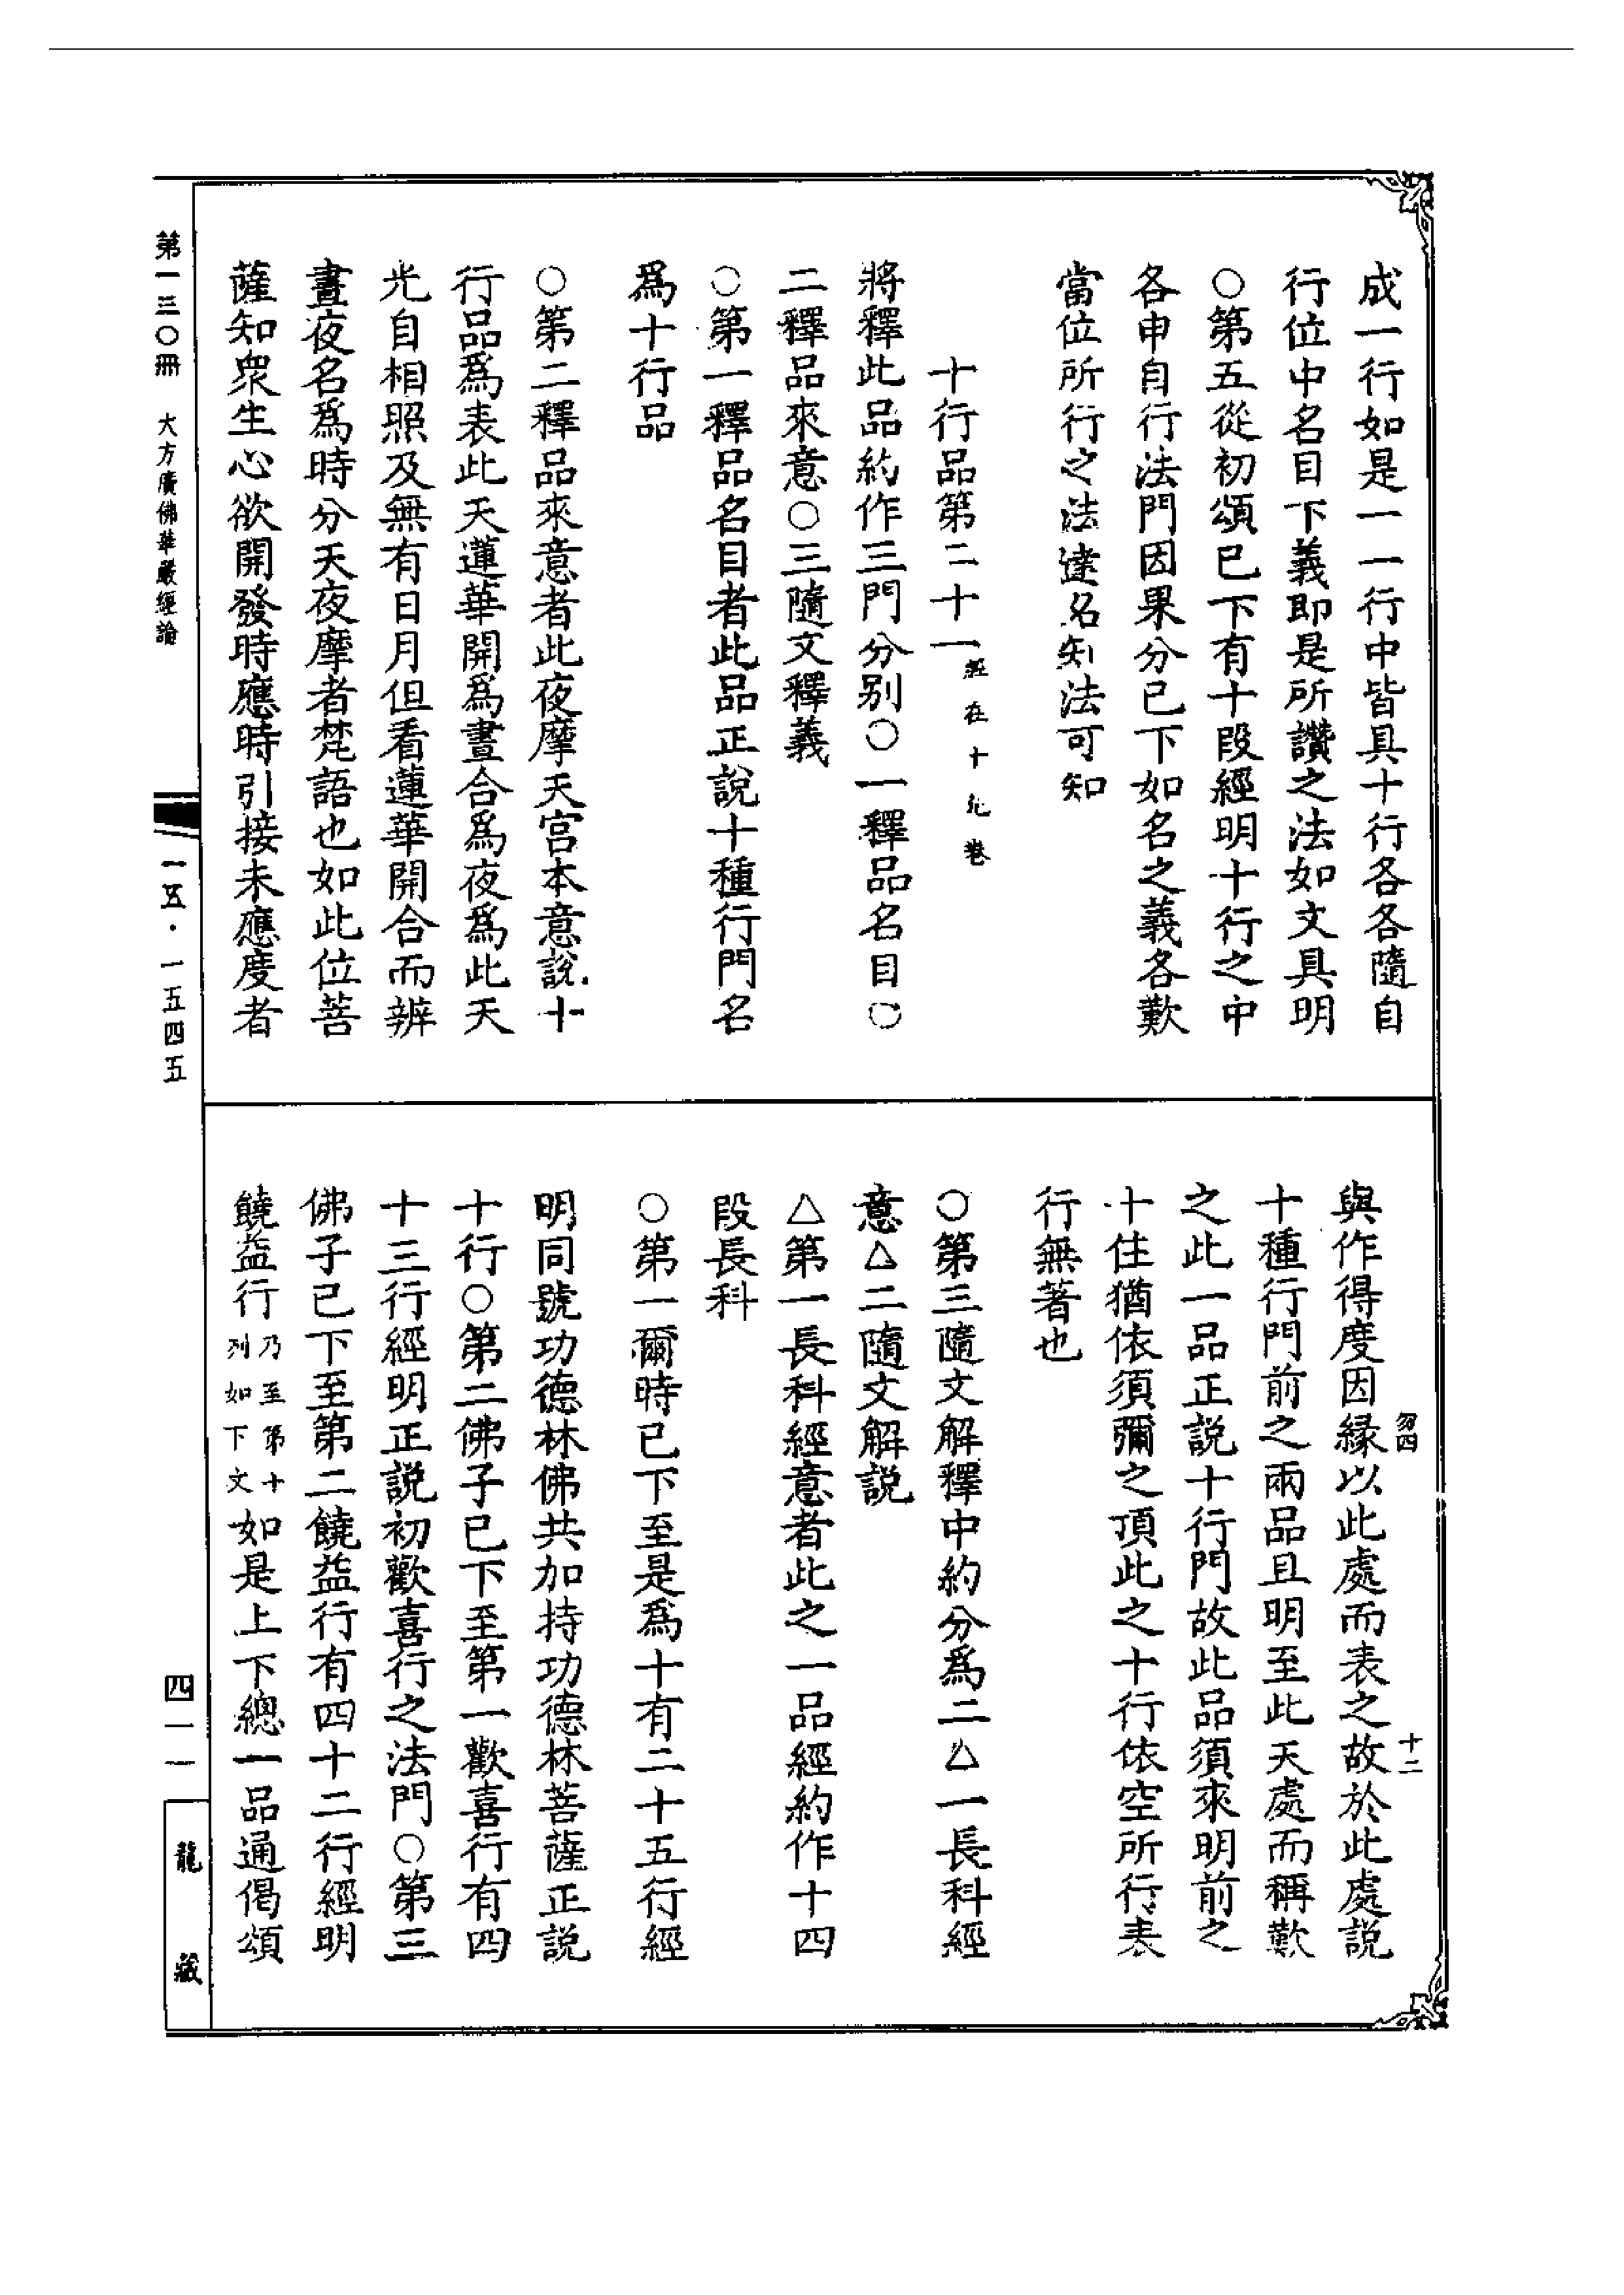 成一行如是一一行中皆具十行各各隨自
行位中名目下義即是所讚之法如文具明
○第五從初頌已下有十段經明十行之中
各申自行法門因果分已下如名之義各歎
當位所行之法達名知法可知
十行品第二十一經在十九卷
將釋此品約作三門分别○一釋品名目○
二釋品來意○三隨文釋義
○第一釋品名目者此品正說十種行門名
爲十行品
○第二釋品來意者此夜摩天宫本意說十
行品爲表此天蓮華開爲晝合爲夜爲此天
光自相照及無有日月但看蓮華開合而辨
晝夜名爲時分天夜摩者梵語也如此位菩
薩知衆生心欲開發時應時引接未應度者
與作得度因緣以此處而表之故於此處説
十種行門前之兩品且明至此天處而稱歎
之此一品正説十行門故此品須來明前之
十住猶依須彌之頂此之十行依空所行表
行無著也
○第三隨文解釋中約分爲二△一長科經
意△二隨文解説
△第一長科經意者此之一品經約作十四
段長科
○第一爾時已下至是爲十有二十五行經
明同號功德林佛共加持功德林菩薩正説
十行○第二佛子已下至第一歡喜行有四
十三行經明正説初歡喜行之法門○第三
佛子已下至第二饒益行有四十二行經明
饒益行乃至第十列如下文如是上下總一品通偈頌
勿四
十二
第一三〇冊 大方廣佛華嚴經論
一五·一五四五
四一一
龍藏